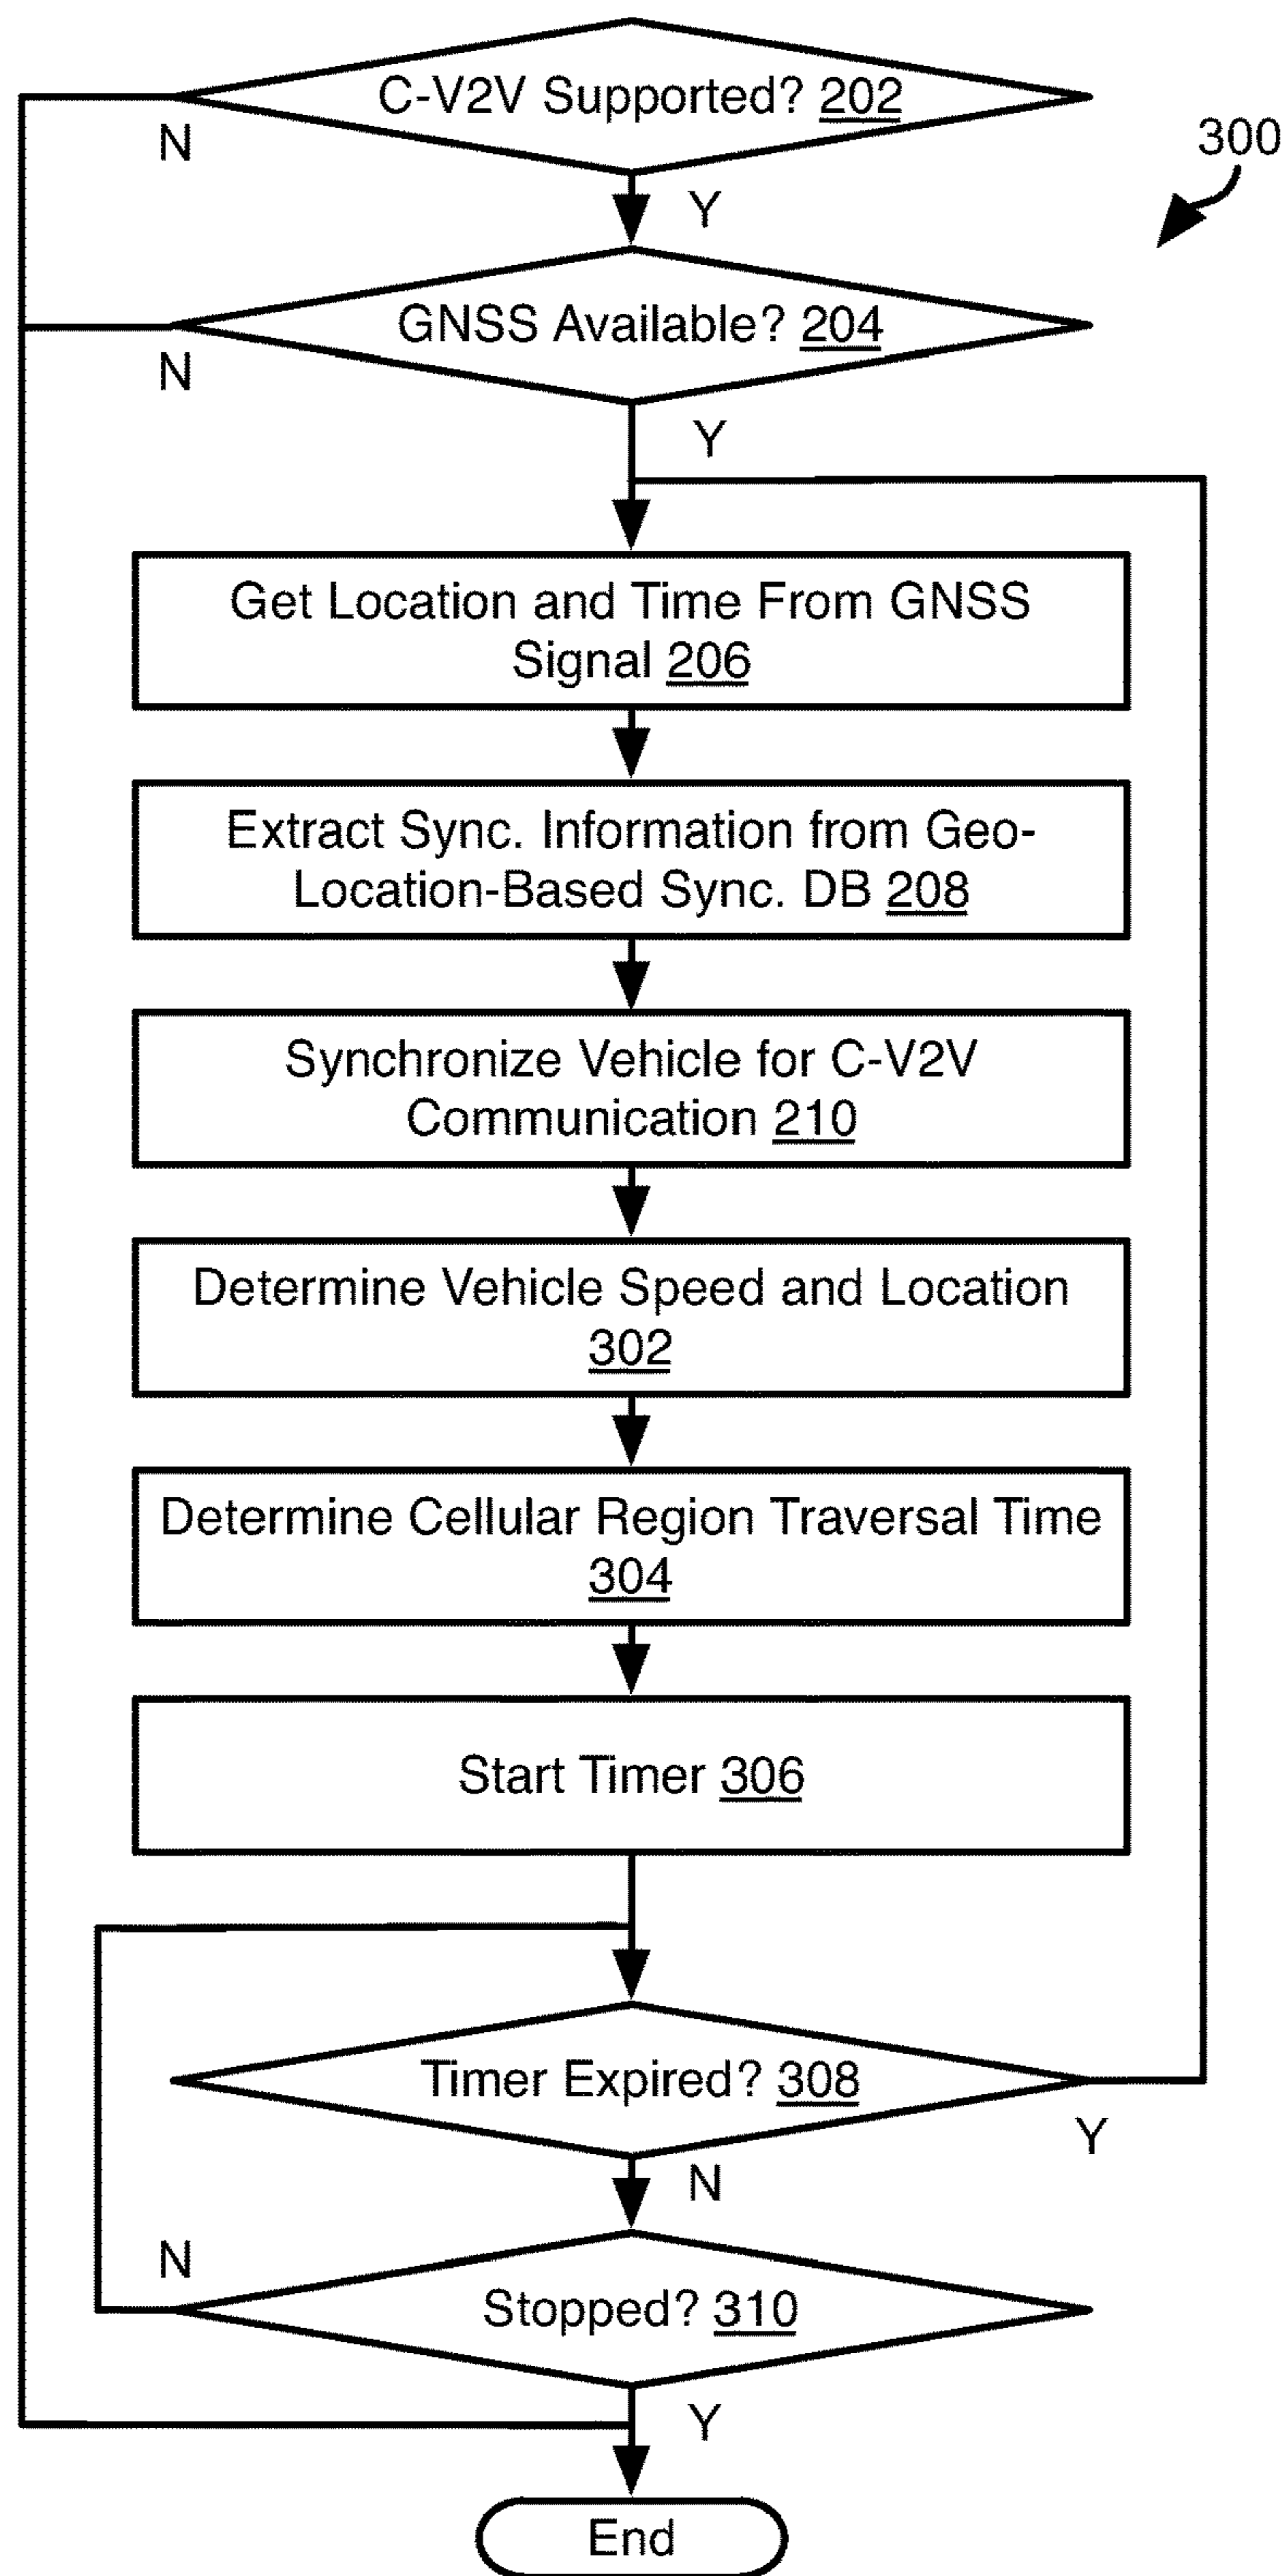 C-V2V Supported? 202
N
300
Y
GNSS Available? 204
N
Y
Get Location and Time From GNSS
Signal 206
Extract Sync. Information from Geo-
Location-Based Sync. DB 208
Synchronize Vehicle for C-V2V
Communication 210
Determine Vehicle Speed and Location
302
Determine Cellular Region Traversal Time
304
Start Timer 306
Timer Expired? 308
Y
N
N
Stopped? 310
Y
End